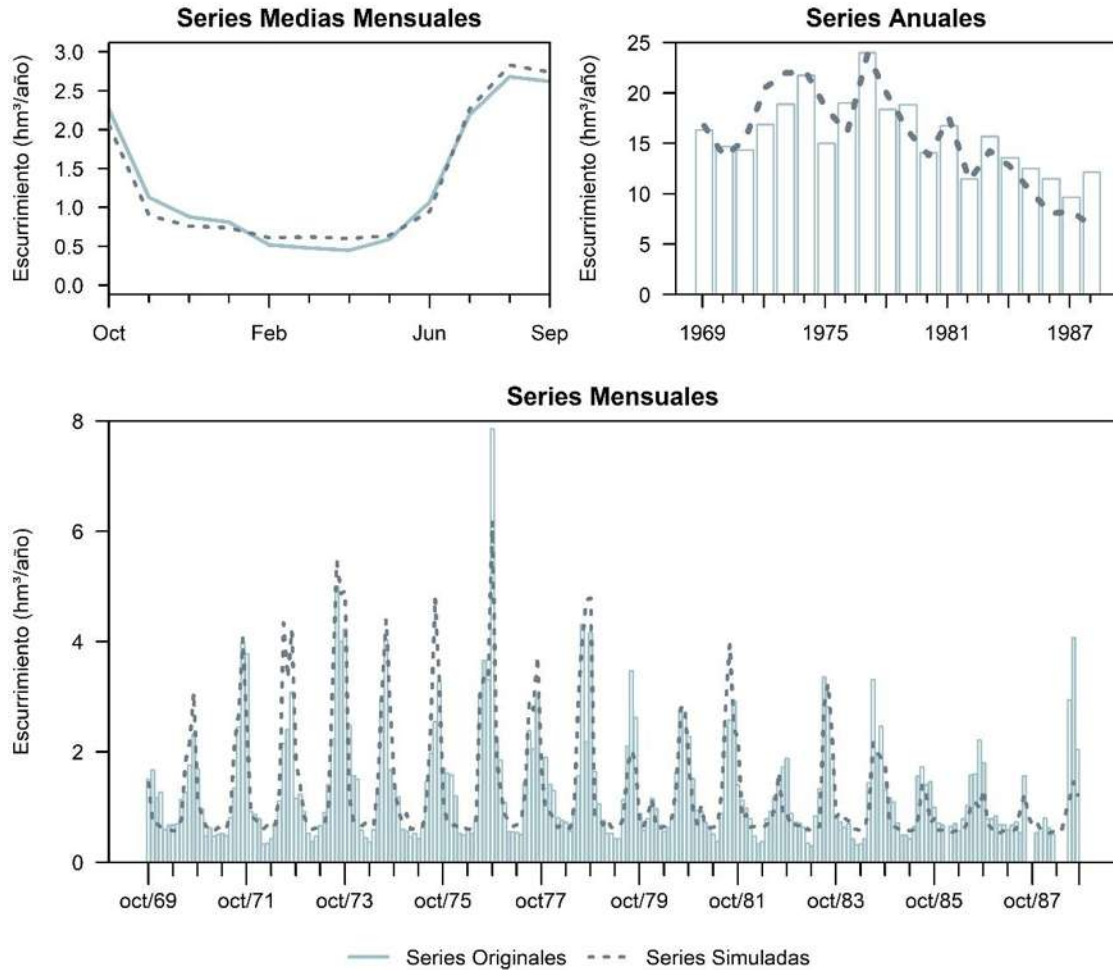 Series Medias Mensuales
Escurrimiento (hm³/año)
3.0
2.5
2.0
1.5
1.0
0.5
0.0
Oct Feb Jun Sep
Series Anuales
Escurrimiento (hm³/año)
25
20
15
10
5
0
1969 1975 1981 1987
Series Mensuales
Escurrimiento (hm³/año)
8
6
4
2
0
oct/69 oct/71 oct/73 oct/75 oct/77 oct/79 oct/81 oct/83 oct/85 oct/87
Series Originales Series Simuladas